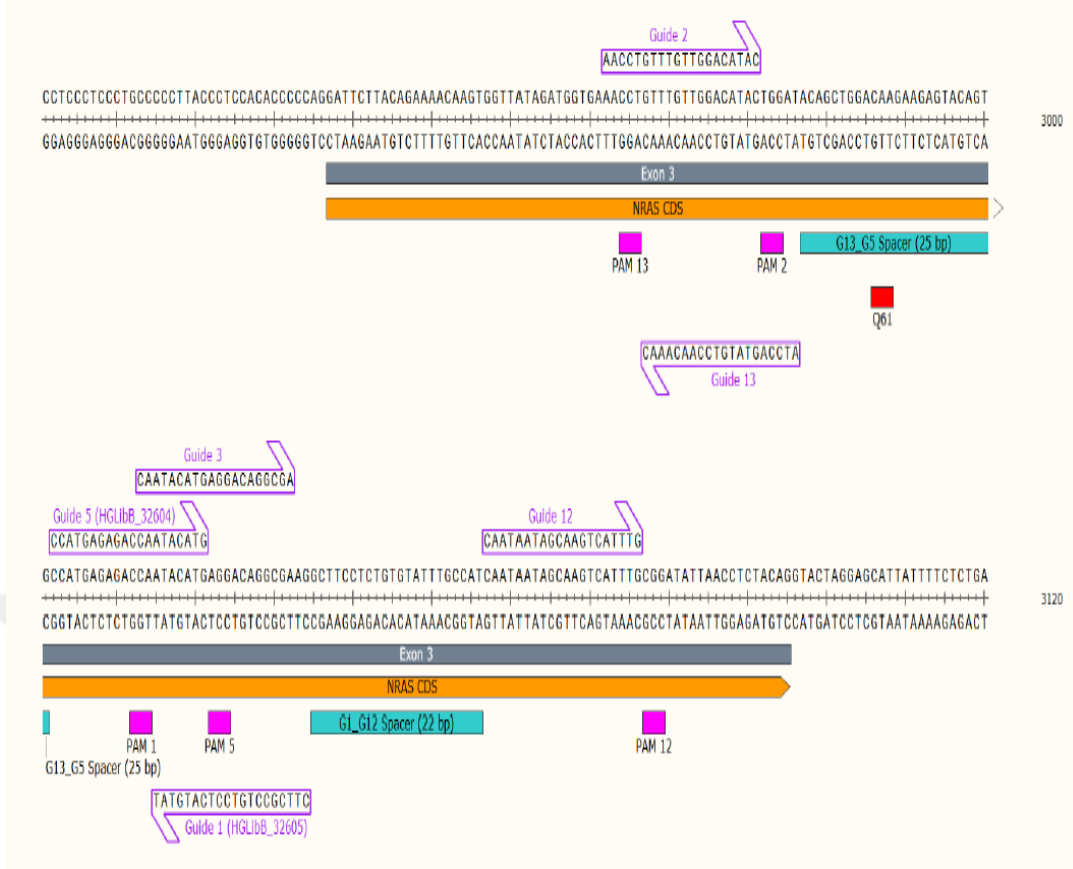 Guide 2
AACCTGTTTGTTGGACATAC
CCTCCCTCCCTGCCCCCTTACCCTCCACACCCCCAGGATTCTTACAGAAAACAAGTGGTTATAGATGGTGAAACCTGTTTGTTGGACATACTGGATACAGCTGGACAAGAAGAGTACAGT
3000
GGAGGGAGGGACGGGGGAATGGGAGGTGTGGGGGTCCTAAGAATGTCTTTTGTTCACCAATATCTACCACTTTGGACAAACAACCTGTATGACCTATGTCGACCTGTTCTTCTCATGTCA
Exon 3
NRAS CDS
G13_G5 Spacer (25 bp)
PAM 13
PAM 2
Q61
CAAACAACCTGTATGACCTA
Guide 13
Guide 3
CAATACATGAGGACAGGCGA
Guide 5 (HGLibB_32604)
Guide 12
CCATGAGAGACCAATACATG
CAATAATAGCAAGTCATTTG
GCCATGAGAGACCAATACATGAGGACAGGCGAAGGCTTCCTCTGTGTATTTGCCATCAATAATAGCAAGTCATTTGCGGATATTAACCTCTACAGGTACTAGGAGCATTATTTTCTCTGA
3120
CGGTACTCTCTGGTTATGTACTCCTGTCCGCTTCCGAAGGAGACACATAAACGGTAGTTATTATCGTTCAGTAAACGCCTATAATTGGAGATGTCCATGATCCTCGTAATAAAAGAGACT
Exon 3
NRAS CDS
G1_G12 Spacer (22 bp)
PAM 1
PAM 5
PAM 12
G13_G5 Spacer (25 bp)
TATGTACTCCTGTCCGCTTC
Guide 1 (HGLibB_32605)